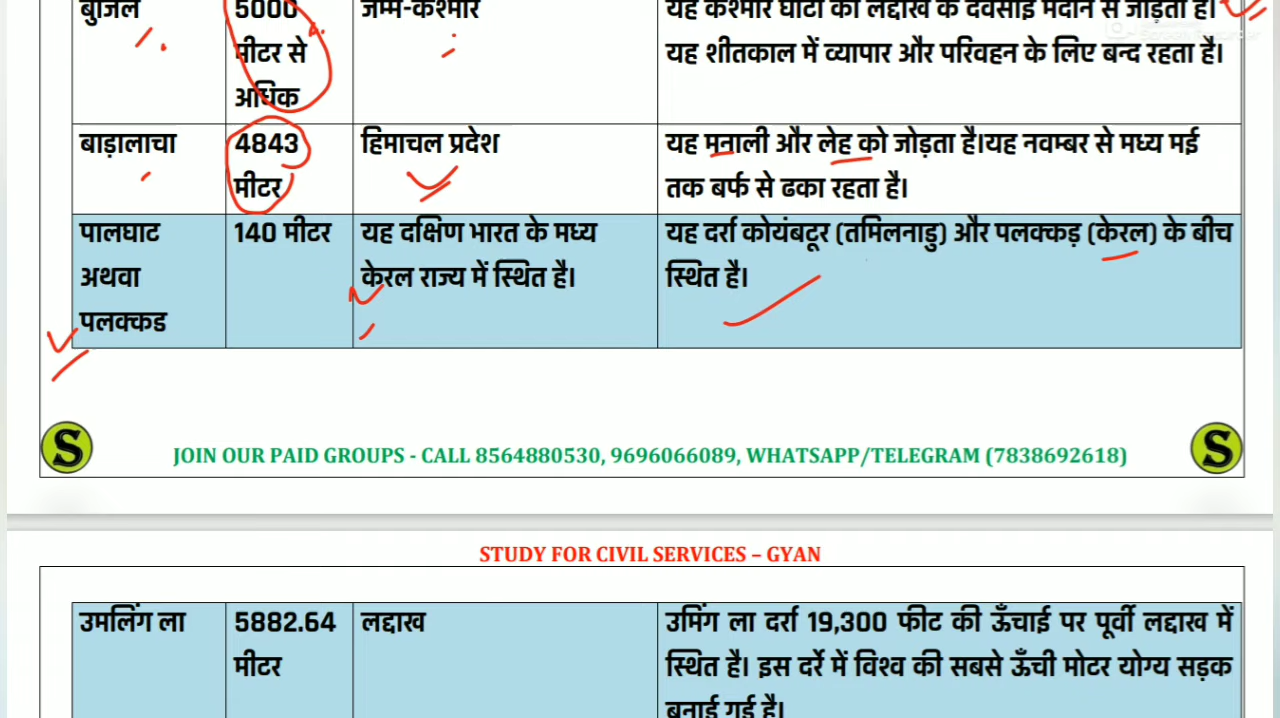 बुर्जिल
5000
मीटर से
अधिक
जम्मू-कश्मीर
यह कश्मीर घाटी को लद्दाख के देवसाई मैदान से जोड़ता है।
यह शीतकाल में व्यापार और परिवहन के लिए बन्द रहता है।
बाड़ालाचा
4843
मीटर
हिमाचल प्रदेश
यह मनाली और लेह को जोड़ता है।यह नवम्बर से मध्य मई
तक बर्फ से ढका रहता है।
पालघाट
अथवा
पलक्कड
140 मीटर
यह दक्षिण भारत के मध्य
केरल राज्य में स्थित है।
यह दर्रा कोयंबटूर (तमिलनाडु) और पलक्कड़ (केरल) के बीच
स्थित है।
S
JOIN OUR PAID GROUPS - CALL 8564880530, 9696066089, WHATSAPP/TELEGRAM (7838692618)
S
STUDY FOR CIVIL SERVICES – GYAN
उमलिंग ला
5882.64
मीटर
लद्दाख
उमिंग ला दर्रा 19,300 फीट की ऊँचाई पर पूर्वी लद्दाख में
स्थित है। इस दर्रे में विश्व की सबसे ऊँची मोटर योग्य सड़क
बनाई गई है।